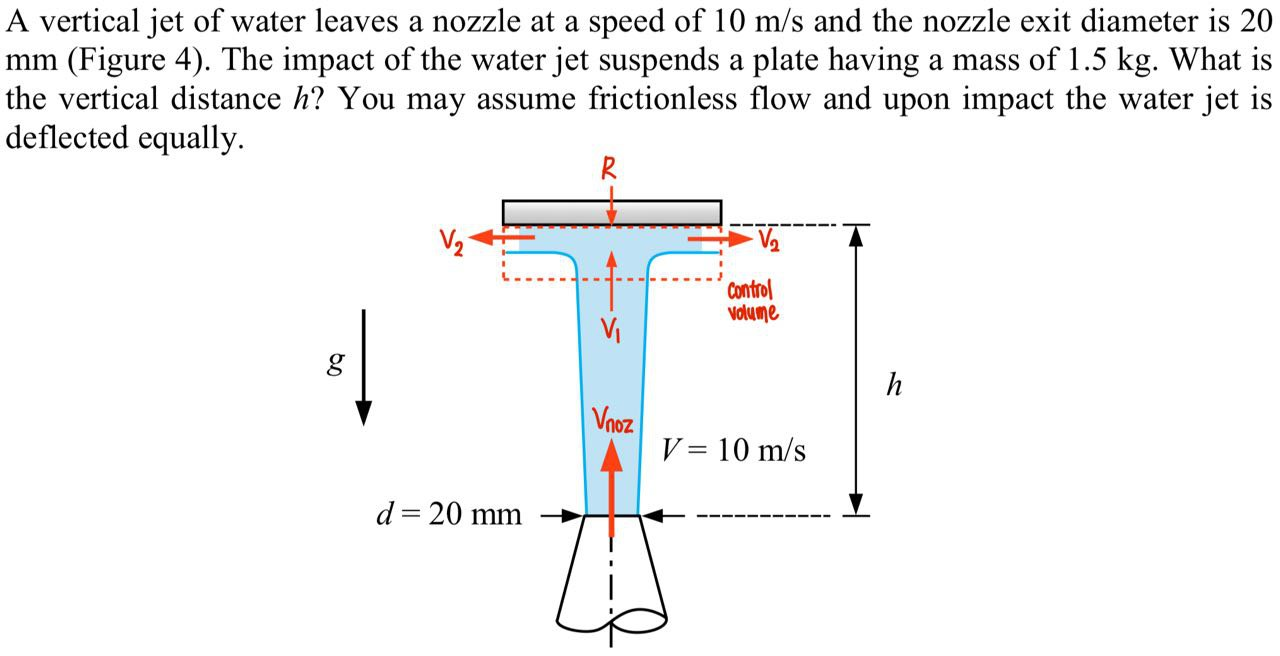 A vertical jet of water leaves a nozzle at a speed of 10 m/s and the nozzle exit diameter is 20
mm (Figure 4). The impact of the water jet suspends a plate having a mass of 1.5 kg. What is
the vertical distance h? You may assume frictionless flow and upon impact the water jet is
deflected equally.
R
V₂
V₂
control
volume
V₁
g
h
Vnoz
V = 10 m/s
d = 20 mm